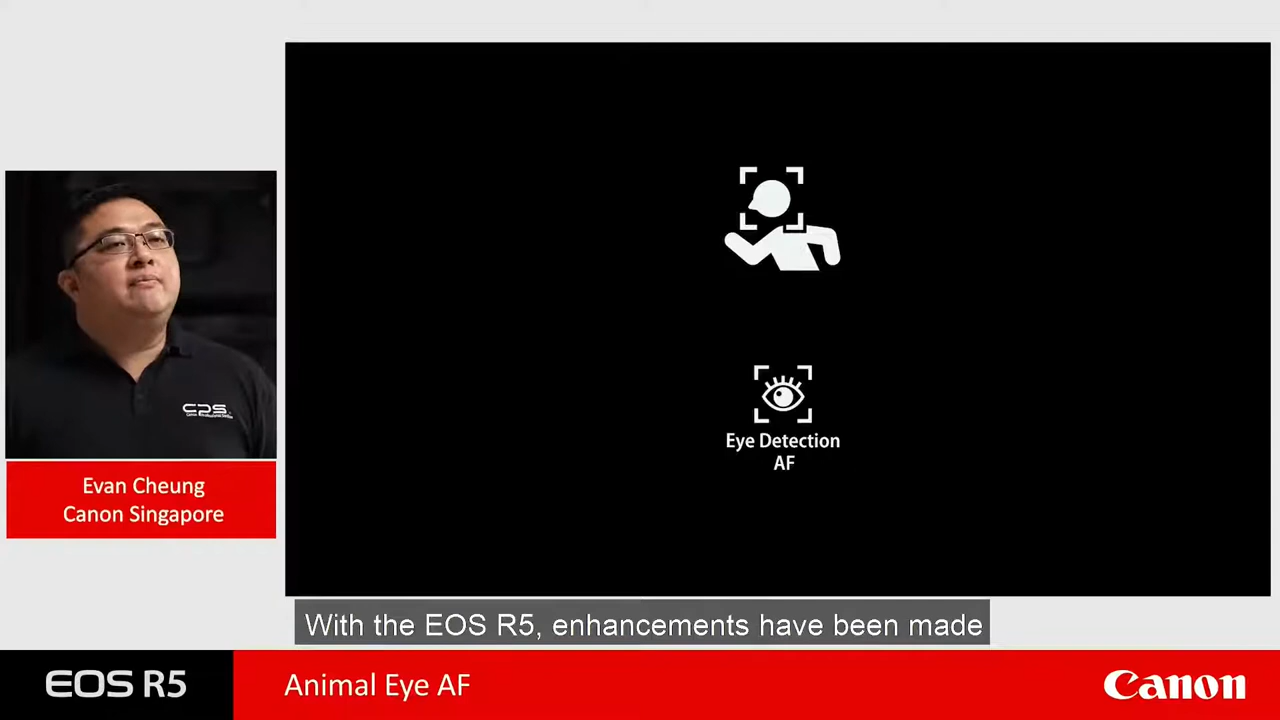 CPS
Evan Cheung
Canon Singapore
Eye Detection
AF
With the EOS R5, enhancements have been made
EOS R5
Animal Eye AF
Canon